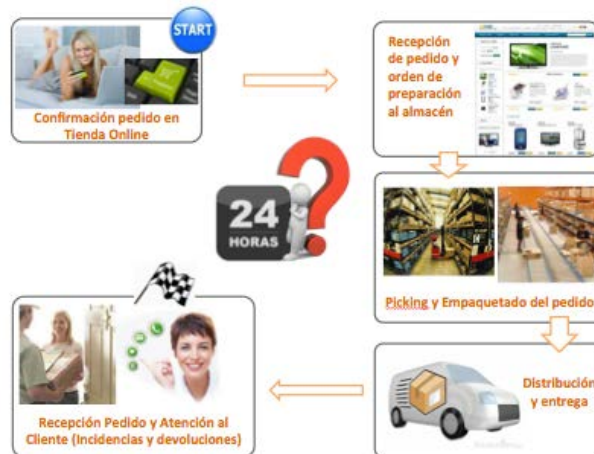 START
Confirmación pedido en
Tienda Online
Recepción
de pedido y
orden de
preparación
al almacén
24
HORAS
Picking y Empaquetado del pedido
Distribución
y entrega
Recepción Pedido y Atención al
Cliente (Incidencias y devoluciones)